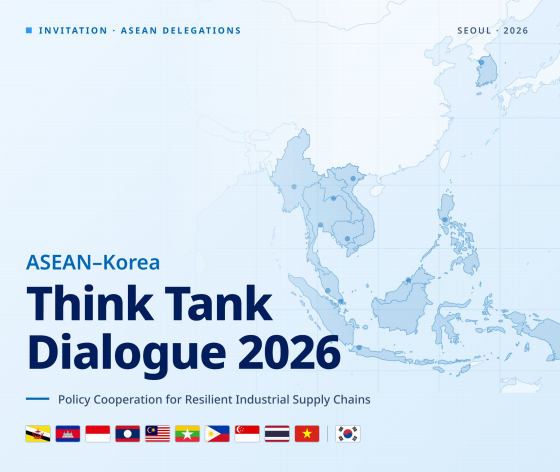 INVITATION · ASEAN DELEGATIONS
SEOUL · 2026
ASEAN–Korea
Think Tank
Dialogue 2026
Policy Cooperation for Resilient Industrial Supply Chains